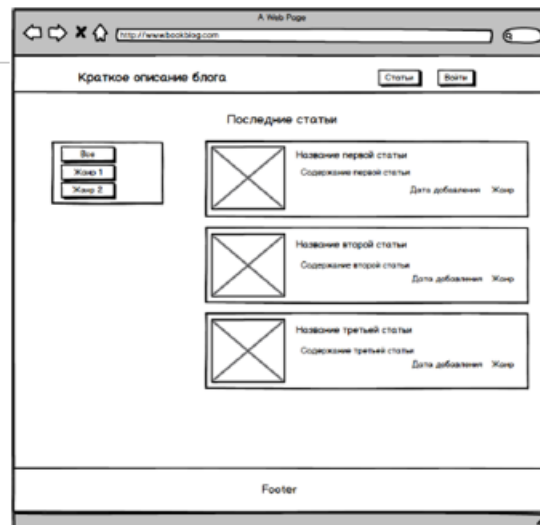 A Web Page
http://www.bookblog.com
Краткое описание блога
Статьи
Войти
Последние статьи
Все
Жанр 1
Жанр 2
Название первой статьи
Содержание первой статьи
Дата добавления Жанр
Название второй статьи
Содержание второй статьи
Дата добавления Жанр
Название третьей статьи
Содержание третьей статьи
Дата добавления Жанр
Footer